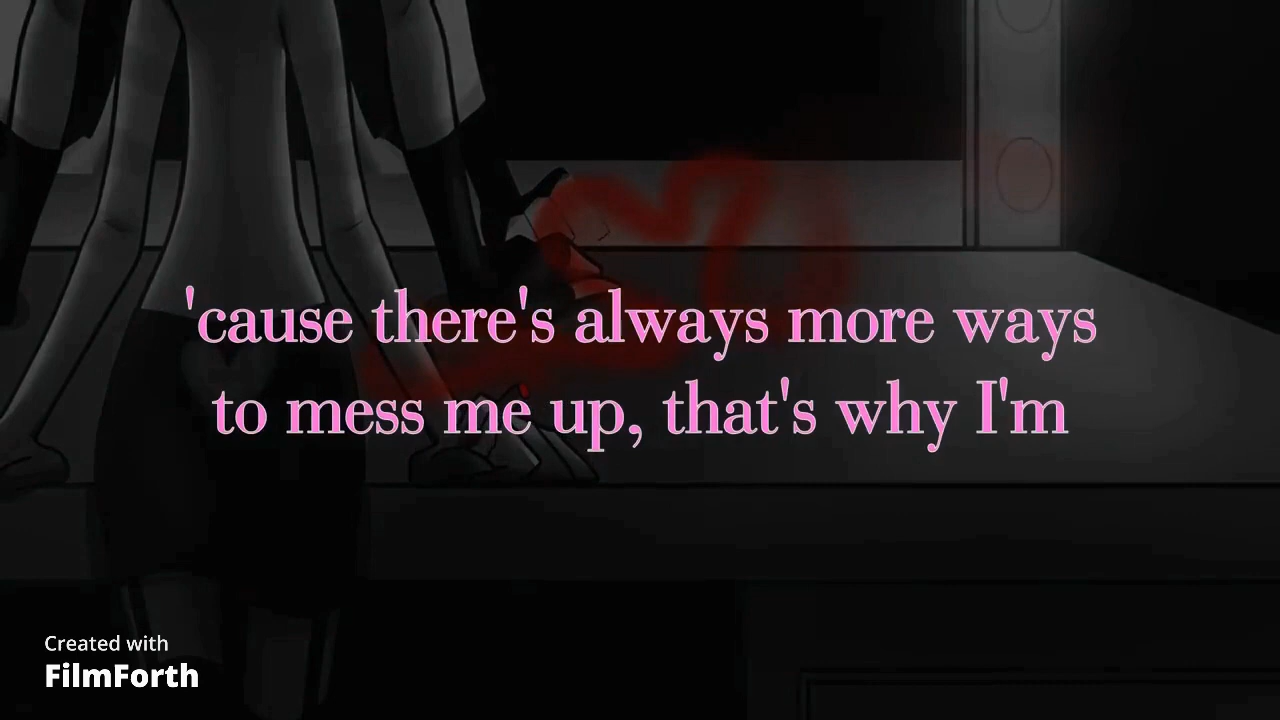 'cause there's always more ways
to mess me up, that's why I'm
Created with
FilmForth